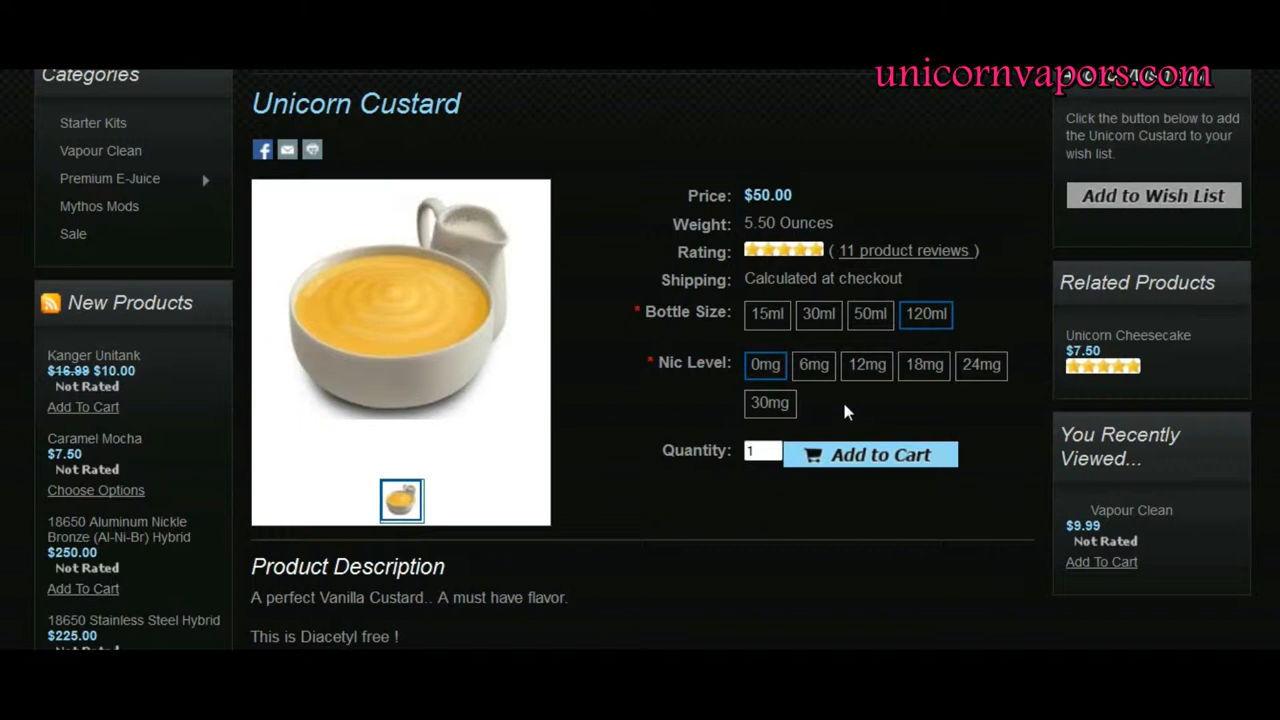 unicornvapors.com
Categories
Starter Kits
Vapour Clean
Premium E-Juice
Mythos Mods
Sale
New Products
Kanger Unitank
$16.99 $10.00
Not Rated
Add To Cart
Caramel Mocha
$7.50
Not Rated
Choose Options
18650 Aluminum Nickle
Bronze (Al-Ni-Br) Hybrid
$250.00
Not Rated
Add To Cart
18650 Stainless Steel Hybrid
$225.00
Unicorn Custard
Price: $50.00
Weight: 5.50 Ounces
Rating: ( 11 product reviews )
Shipping: Calculated at checkout
* Bottle Size: 15ml 30ml 50ml 120ml
* Nic Level: 0mg 6mg 12mg 18mg 24mg
30mg
Quantity: 1 Add to Cart
Product Description
A perfect Vanilla Custard.. A must have flavor.
This is Diacetyl free !
Click the button below to add
the Unicorn Custard to your
wish list.
Add to Wish List
Related Products
Unicorn Cheesecake
$7.50
You Recently
Viewed...
Vapour Clean
$9.99
Not Rated
Add To Cart